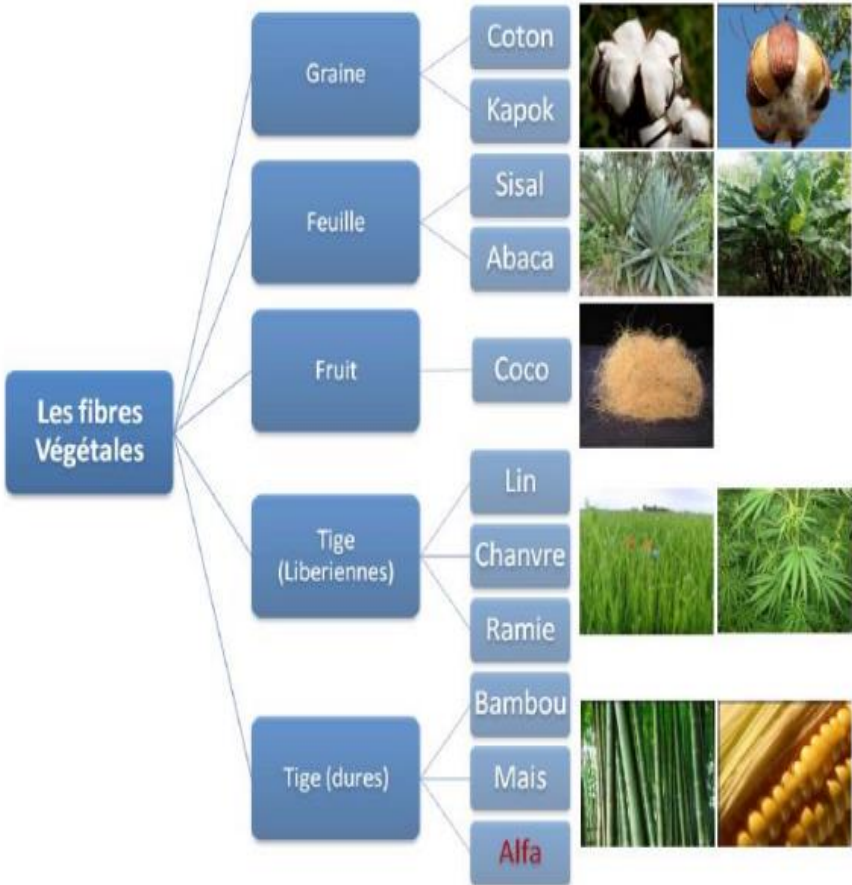 Les fibres
Végétales
Graine
Coton
Kapok
Feuille
Sisal
Abaca
Fruit
Coco
Tige
(Liberiennes)
Lin
Chanvre
Ramie
Tige (dures)
Bambou
Mais
Alfa